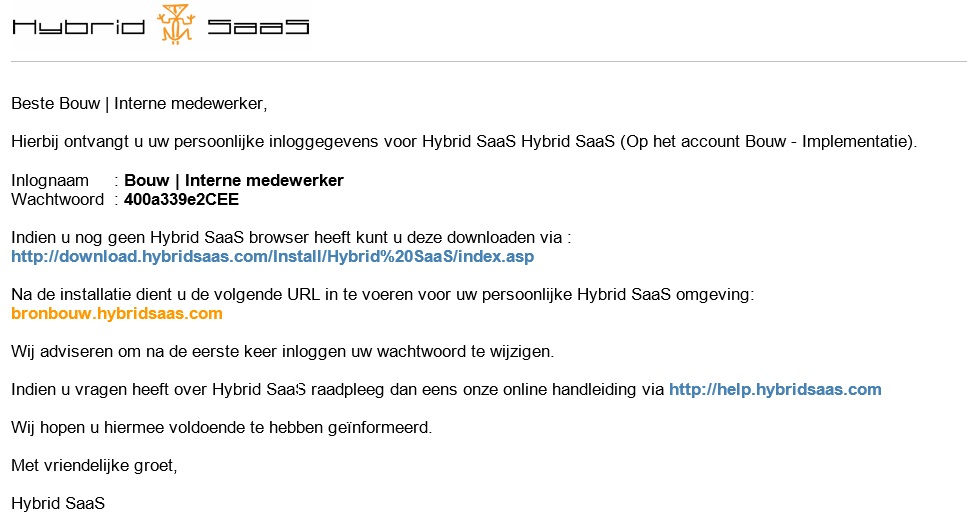 Hybrid SaaS
Beste Bouw | Interne medewerker,
Hierbij ontvangt u uw persoonlijke inloggegevens voor Hybrid SaaS Hybrid SaaS (Op het account Bouw - Implementatie).
Inlognaam : Bouw | Interne medewerker
Wachtwoord : 400a339e2CEE
Indien u nog geen Hybrid SaaS browser heeft kunt u deze downloaden via :
http://download.hybridsaas.com/Install/Hybrid%20SaaS/index.asp
Na de installatie dient u de volgende URL in te voeren voor uw persoonlijke Hybrid SaaS omgeving:
bronbouw.hybridsaas.com
Wij adviseren om na de eerste keer inloggen uw wachtwoord te wijzigen.
Indien u vragen heeft over Hybrid SaaS raadpleeg dan eens onze online handleiding via http://help.hybridsaas.com
Wij hopen u hiermee voldoende te hebben geïnformeerd.
Met vriendelijke groet,
Hybrid SaaS